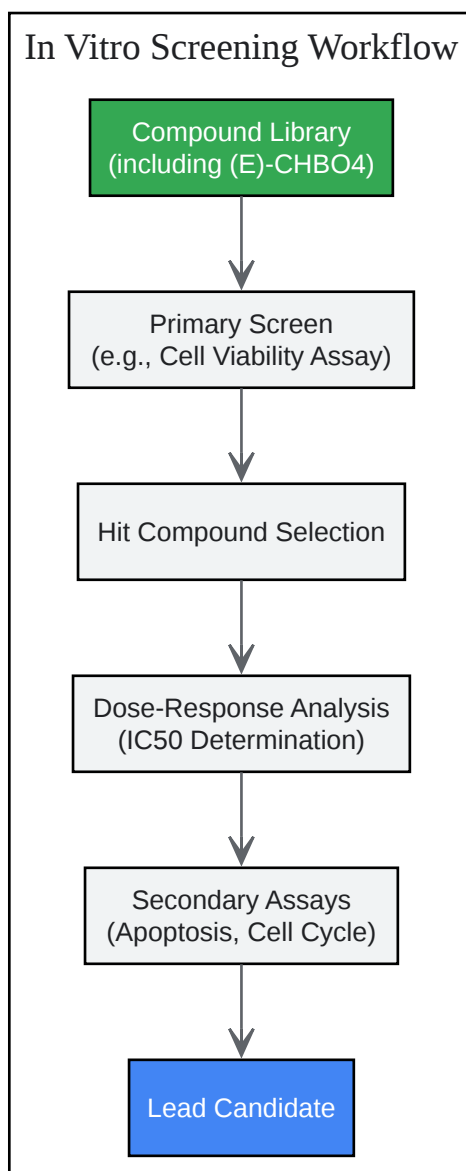 In Vitro Screening Workflow
Compound Library
(including (E)-CHBO4)
Primary Screen
(e.g., Cell Viability Assay)
Hit Compound Selection
Dose-Response Analysis
(IC50 Determination)
Secondary Assays
(Apoptosis, Cell Cycle)
Lead Candidate